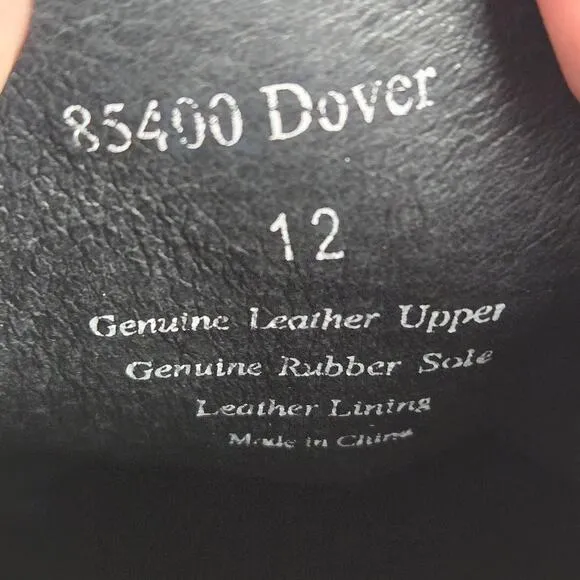 85400 Dover
12
Genuine Leather Upper
Genuine Rubber Sole
Leather Lining
Made in China